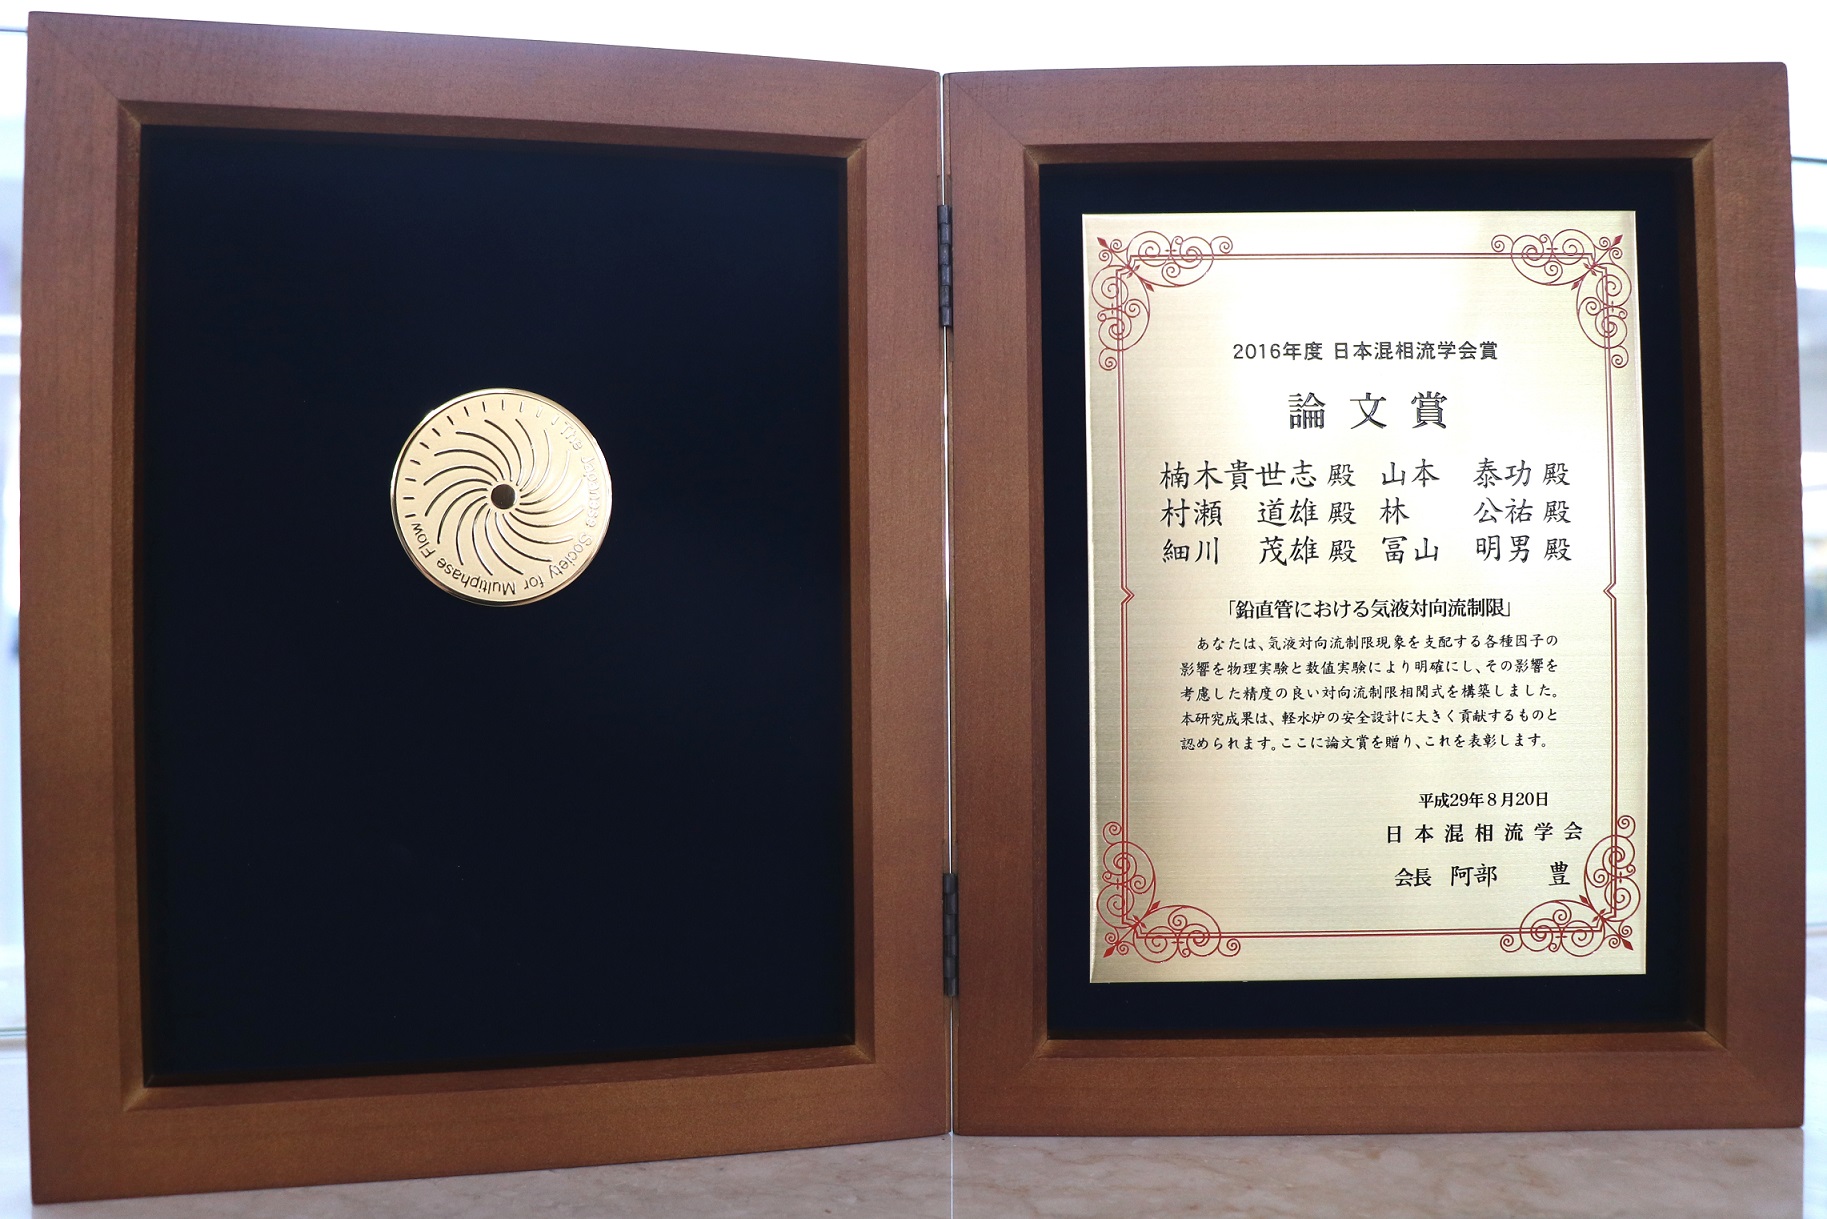 The Japanese Society for Multiphase Flow
2016年度 日本混相流学会賞
論文賞
楠木貴世志 殿 山本 泰功 殿
村瀬 道雄 殿 林 公祐 殿
細川 茂雄 殿 冨山 明男 殿
「鉛直管における気液対向流制限」
あなたは、気液対向流制限現象を支配する各種因子の
影響を物理実験と数値実験により明確にし、その影響を
考慮した精度の良い対向流制限相関式を構築しました。
本研究成果は、軽水炉の安全設計に大きく貢献するものと
認められます。ここに論文賞を贈り、これを表彰します。
平成29年8月20日
日本混相流学会
会長 阿部 豊